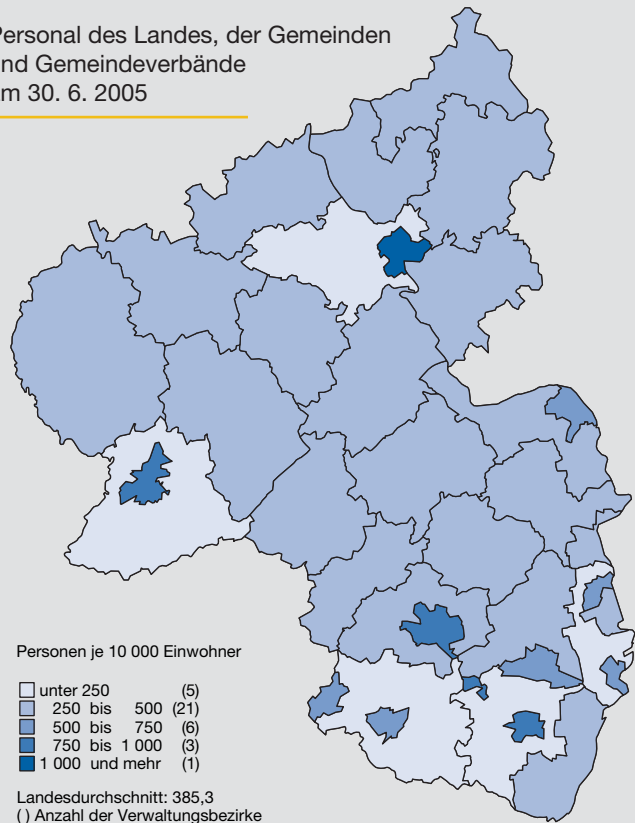 Personal des Landes, der Gemeinden
und Gemeindeverbände
am 30. 6. 2005
Personen je 10 000 Einwohner
unter 250 (5)
250 bis 500 (21)
500 bis 750 (6)
750 bis 1 000 (3)
1 000 und mehr (1)
Landesdurchschnitt: 385,3
( ) Anzahl der Verwaltungsbezirke